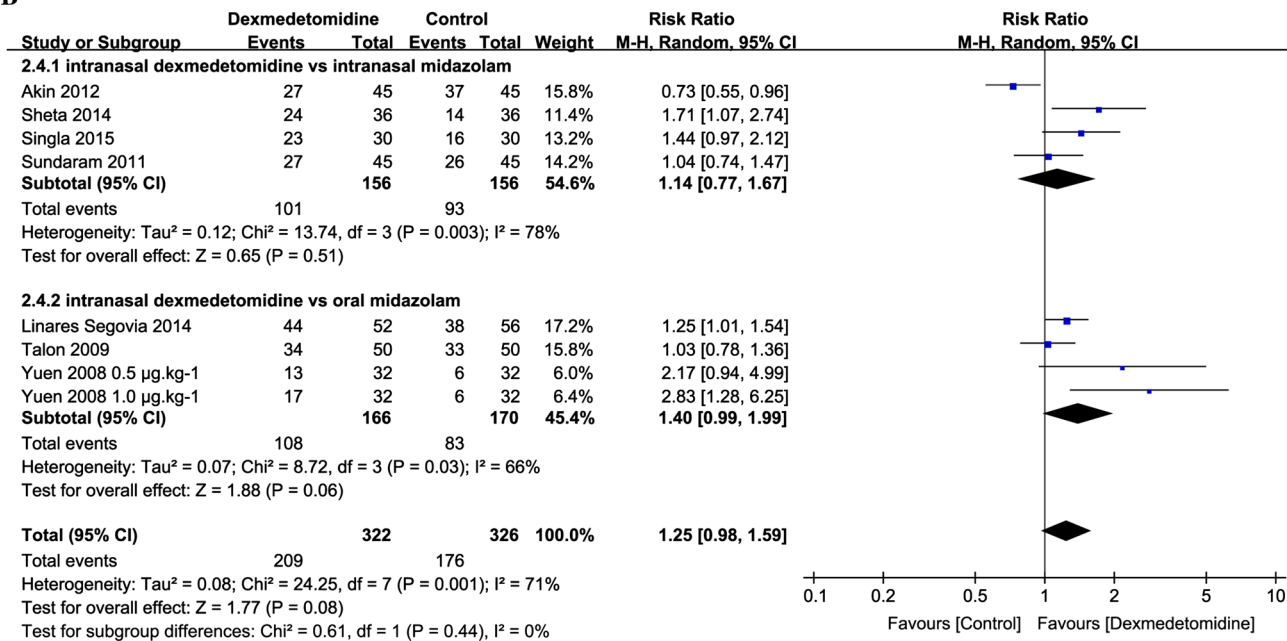 Dexmedetomidine Control Risk Ratio Risk Ratio
Study or Subgroup Events Total Events Total Weight M-H, Random, 95% CI M-H, Random, 95% CI
2.4.1 intranasal dexmedetomidine vs intranasal midazolam
Akin 2012 27 45 37 45 15.8% 0.73 [0.55, 0.96]
Sheta 2014 24 36 14 36 11.4% 1.71 [1.07, 2.74]
Singla 2015 23 30 16 30 13.2% 1.44 [0.97, 2.12]
Sundaram 2011 27 45 26 45 14.2% 1.04 [0.74, 1.47]
Subtotal (95% CI) 156 156 54.6% 1.14 [0.77, 1.67]
Total events 101 93
Heterogeneity: Tau² = 0.12; Chi² = 13.74, df = 3 (P = 0.003); I² = 78%
Test for overall effect: Z = 0.65 (P = 0.51)
2.4.2 intranasal dexmedetomidine vs oral midazolam
Linares Segovia 2014 44 52 38 56 17.2% 1.25 [1.01, 1.54]
Talon 2009 34 50 33 50 15.8% 1.03 [0.78, 1.36]
Yuen 2008 0.5 µg.kg-1 13 32 6 32 6.0% 2.17 [0.94, 4.99]
Yuen 2008 1.0 µg.kg-1 17 32 6 32 6.4% 2.83 [1.28, 6.25]
Subtotal (95% CI) 166 170 45.4% 1.40 [0.99, 1.99]
Total events 108 83
Heterogeneity: Tau² = 0.07; Chi² = 8.72, df = 3 (P = 0.03); I² = 66%
Test for overall effect: Z = 1.88 (P = 0.06)
Total (95% CI) 322 326 100.0% 1.25 [0.98, 1.59]
Total events 209 176
Heterogeneity: Tau² = 0.08; Chi² = 24.25, df = 7 (P = 0.001); I² = 71%
Test for overall effect: Z = 1.77 (P = 0.08)
Test for subgroup differences: Chi² = 0.61, df = 1 (P = 0.44), I² = 0%
0.1 0.2 0.5 1 2 5 10
Favours [Control] Favours [Dexmedetomidine]